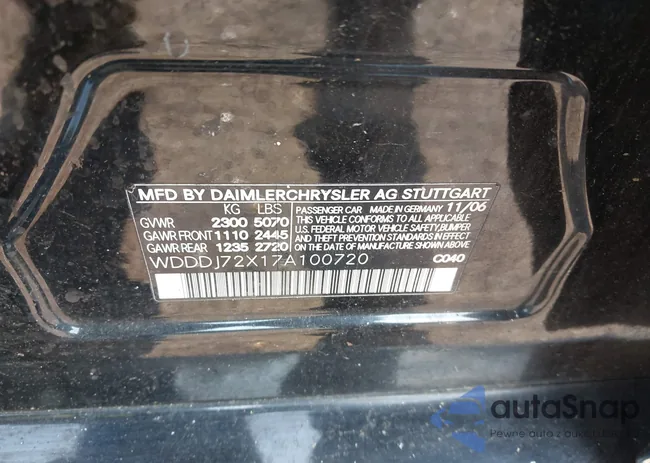 MFD BY DAIMLERCHRYSLER AG STUTTGART
KG LBS
GVWR 2300 5070
GAWR FRONT 1110 2445
GAWR REAR 1235 2720
PASSENGER CAR MADE IN GERMANY 11/06
THIS VEHICLE CONFORMS TO ALL APPLICABLE
U.S. FEDERAL MOTOR VEHICLE SAFETY, BUMPER
AND THEFT PREVENTION STANDARDS IN EFFECT
ON THE DATE OF MANUFACTURE SHOWN ABOVE.
WDDDJ72X17A100720 C040
autoSnap
Pewne auto z